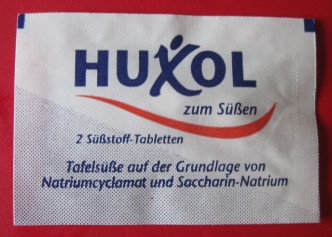 HUXOL
zum Süßen
2 Süßstoff-Tabletten
Tafelsüße auf der Grundlage von
Natriumcyclamat und Saccharin-Natrium